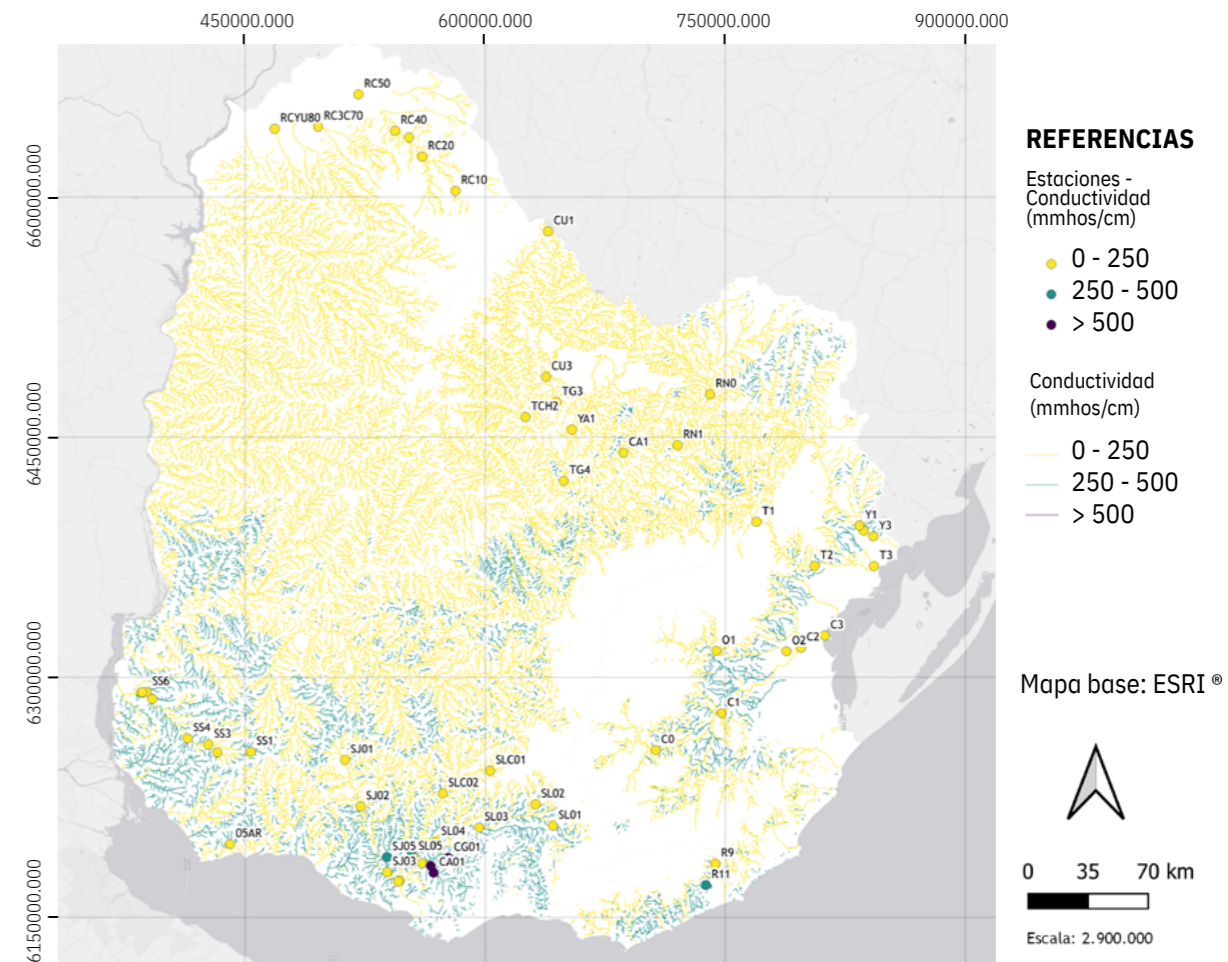 450000.000
600000.000
750000.000
900000.000
6600000.000
6450000.000
6300000.000
6150000.000
RC50
RCYU80
RC3C70
RC40
RC20
RC10
CU1
CU3
TG3
TCH2
YA1
TG4
CA1
RN0
RN1
T1
Y1
Y3
T2
T3
C3
O2
C2
O1
C1
C0
SS6
SS4
SS3
SS1
SJ01
SJ02
SLC01
SLC02
SL02
SL03
SL01
SL04
05AR
SJ05
SL05
CG01
SJ03
CA01
R9
R11
REFERENCIAS
Estaciones -
Conductividad
(mmhos/cm)
0 - 250
250 - 500
> 500
Conductividad
(mmhos/cm)
0 - 250
250 - 500
> 500
Mapa base: ESRI ®
0 35 70 km
Escala: 2.900.000